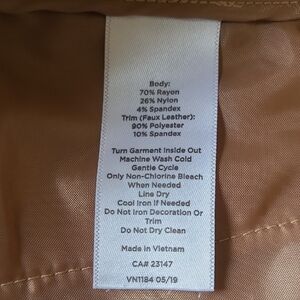 Body:
70% Rayon
26% Nylon
4% Spandex
Trim (Faux Leather):
90% Polyester
10% Spandex
Turn Garment Inside Out
Machine Wash Cold
Gentle Cycle
Only Non-Chlorine Bleach
When Needed
Line Dry
Cool Iron If Needed
Do Not Iron Decoration Or
Trim
Do Not Dry Clean
Made in Vietnam
CA# 23147
VN1184 05/19